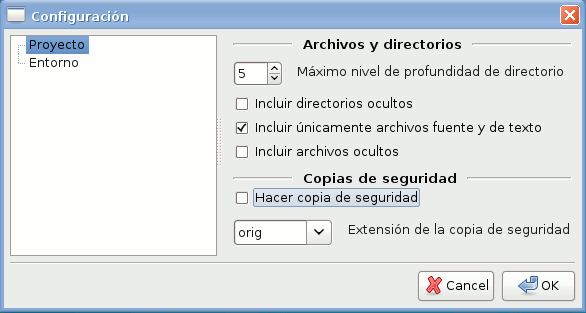 Configuración
Proyecto
Entorno
Archivos y directorios
5 Máximo nivel de profundidad de directorio
Incluir directorios ocultos
Incluir únicamente archivos fuente y de texto
Incluir archivos ocultos
Copias de seguridad
Hacer copia de seguridad
orig Extensión de la copia de seguridad
Cancel OK